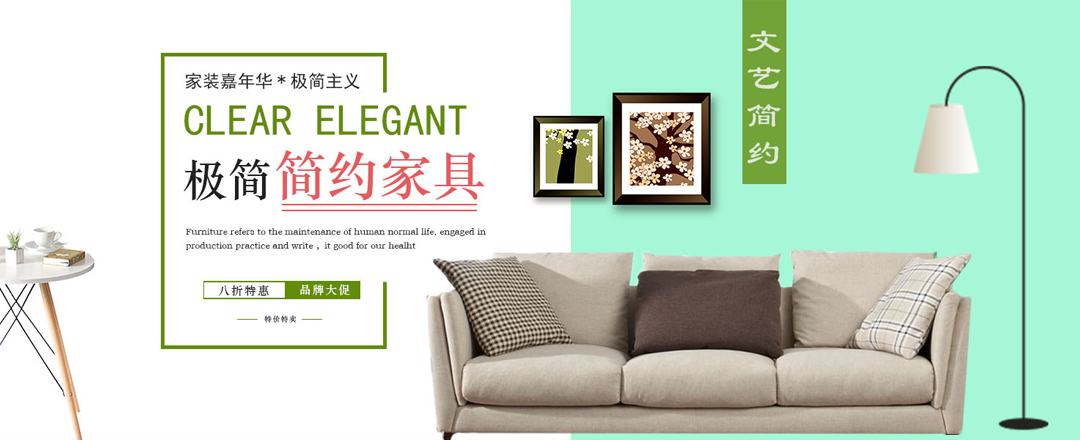 家装嘉年华*极简主义
CLEAR ELEGANT
极简简约家具
Furniture refers to the maintenance of human normal life, engaged in
production practice and write , it good for our healht
八折特惠 品牌大促
特价特卖
文艺简约